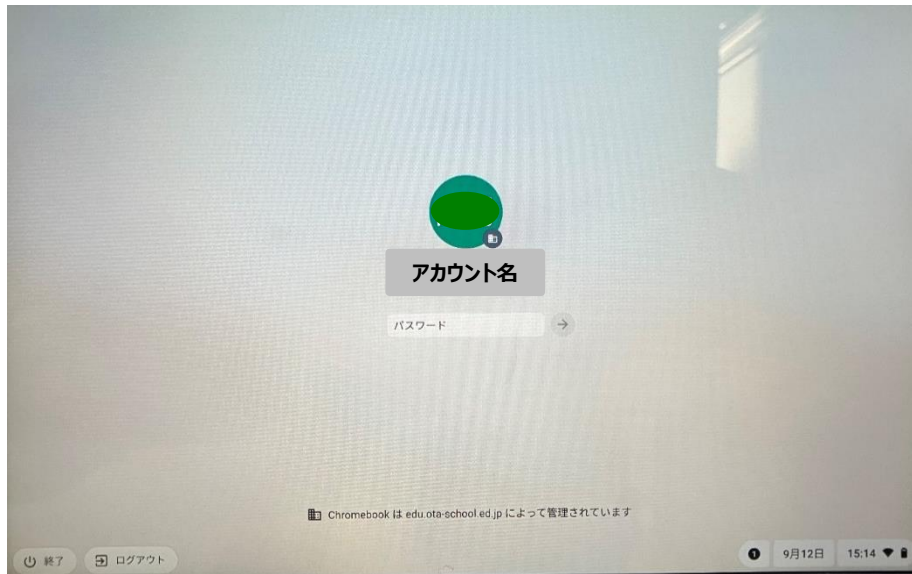 アカウント名
パスワード
Chromebook は edu.ota-school.ed.jp によって管理されています
終了
ログアウト
1
9月12日
15:14